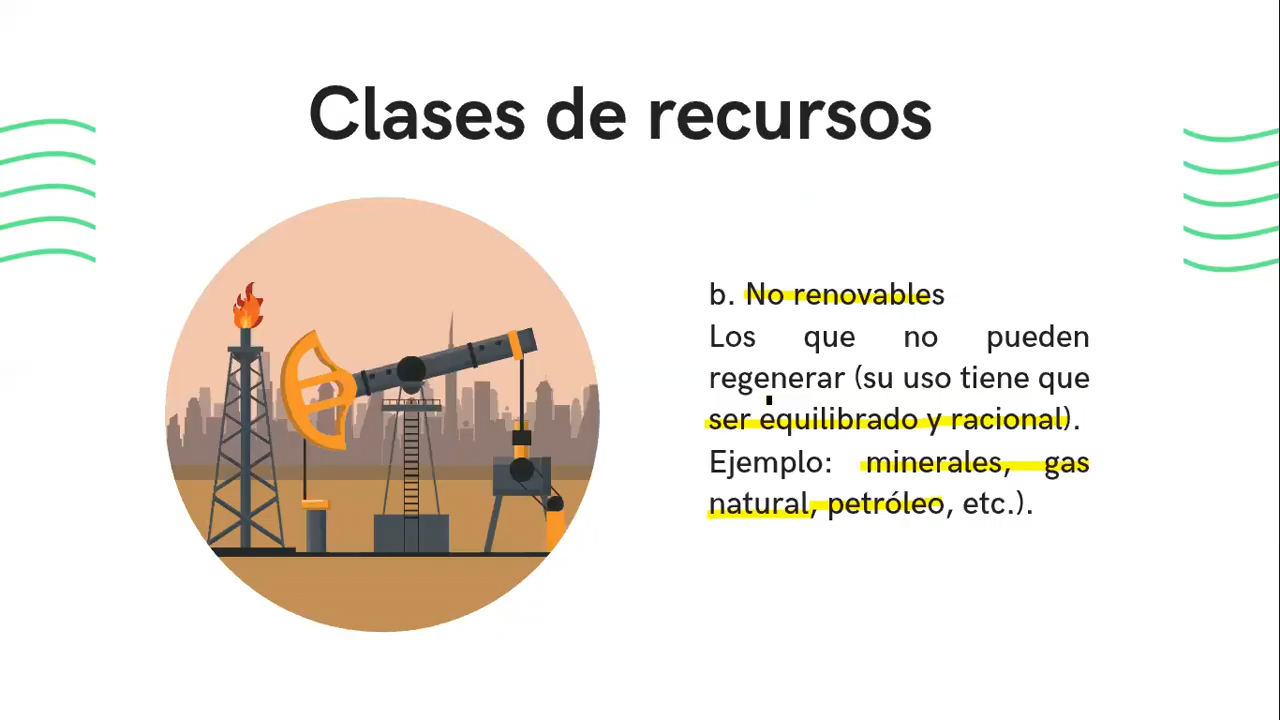 Clases de recursos
b. No renovables
Los que no pueden
regenerar (su uso tiene que
ser equilibrado y racional).
Ejemplo: minerales, gas
natural, petróleo, etc.).